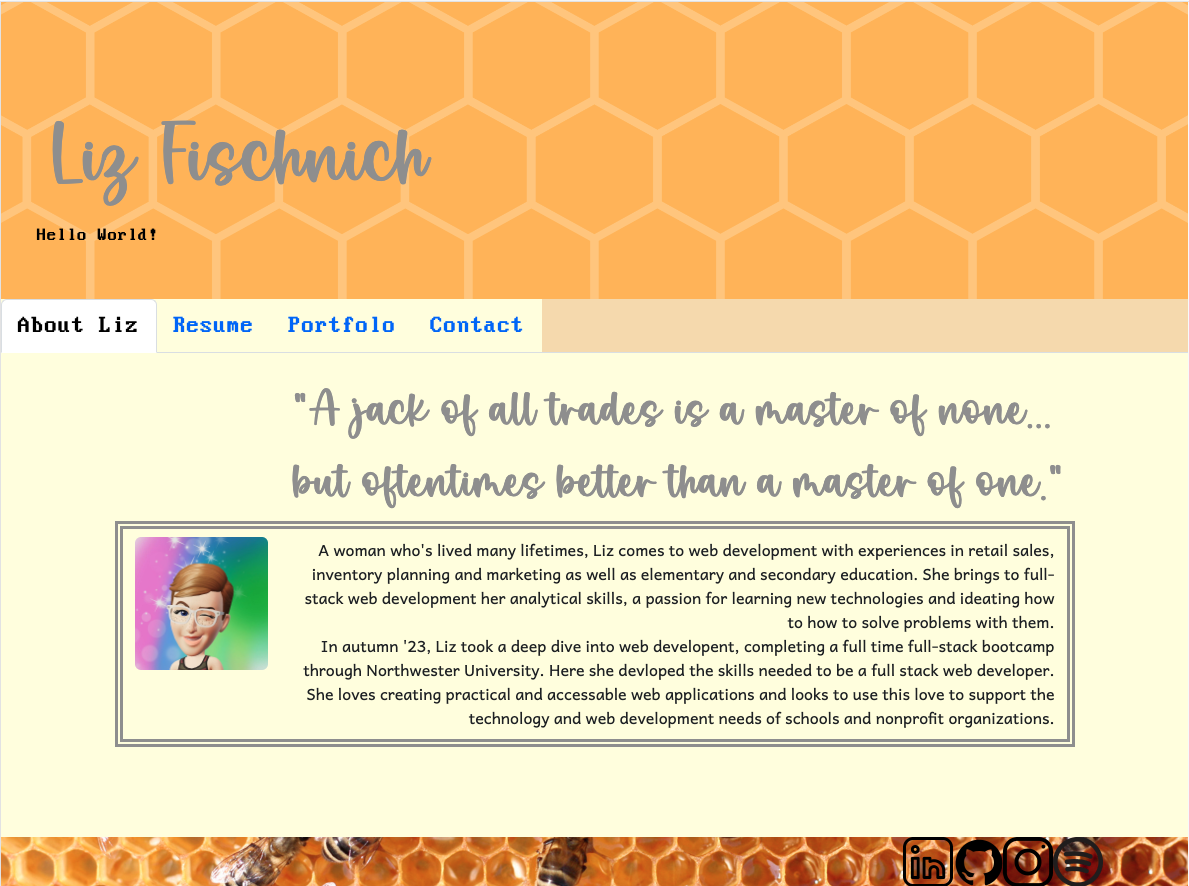 Liz Fischnich
Hello World!
About Liz Resume Portfolo Contact
"A jack of all trades is a master of none...
but oftentimes better than a master of one."
A woman who's lived many lifetimes, Liz comes to web development with experiences in retail sales,
inventory planning and marketing as well as elementary and secondary education. She brings to full-
stack web development her analytical skills, a passion for learning new technologies and ideating how
to how to solve problems with them.
In autumn '23, Liz took a deep dive into web developent, completing a full time full-stack bootcamp
through Northwester University. Here she devloped the skills needed to be a full stack web developer.
She loves creating practical and accessable web applications and looks to use this love to support the
technology and web development needs of schools and nonprofit organizations.
in